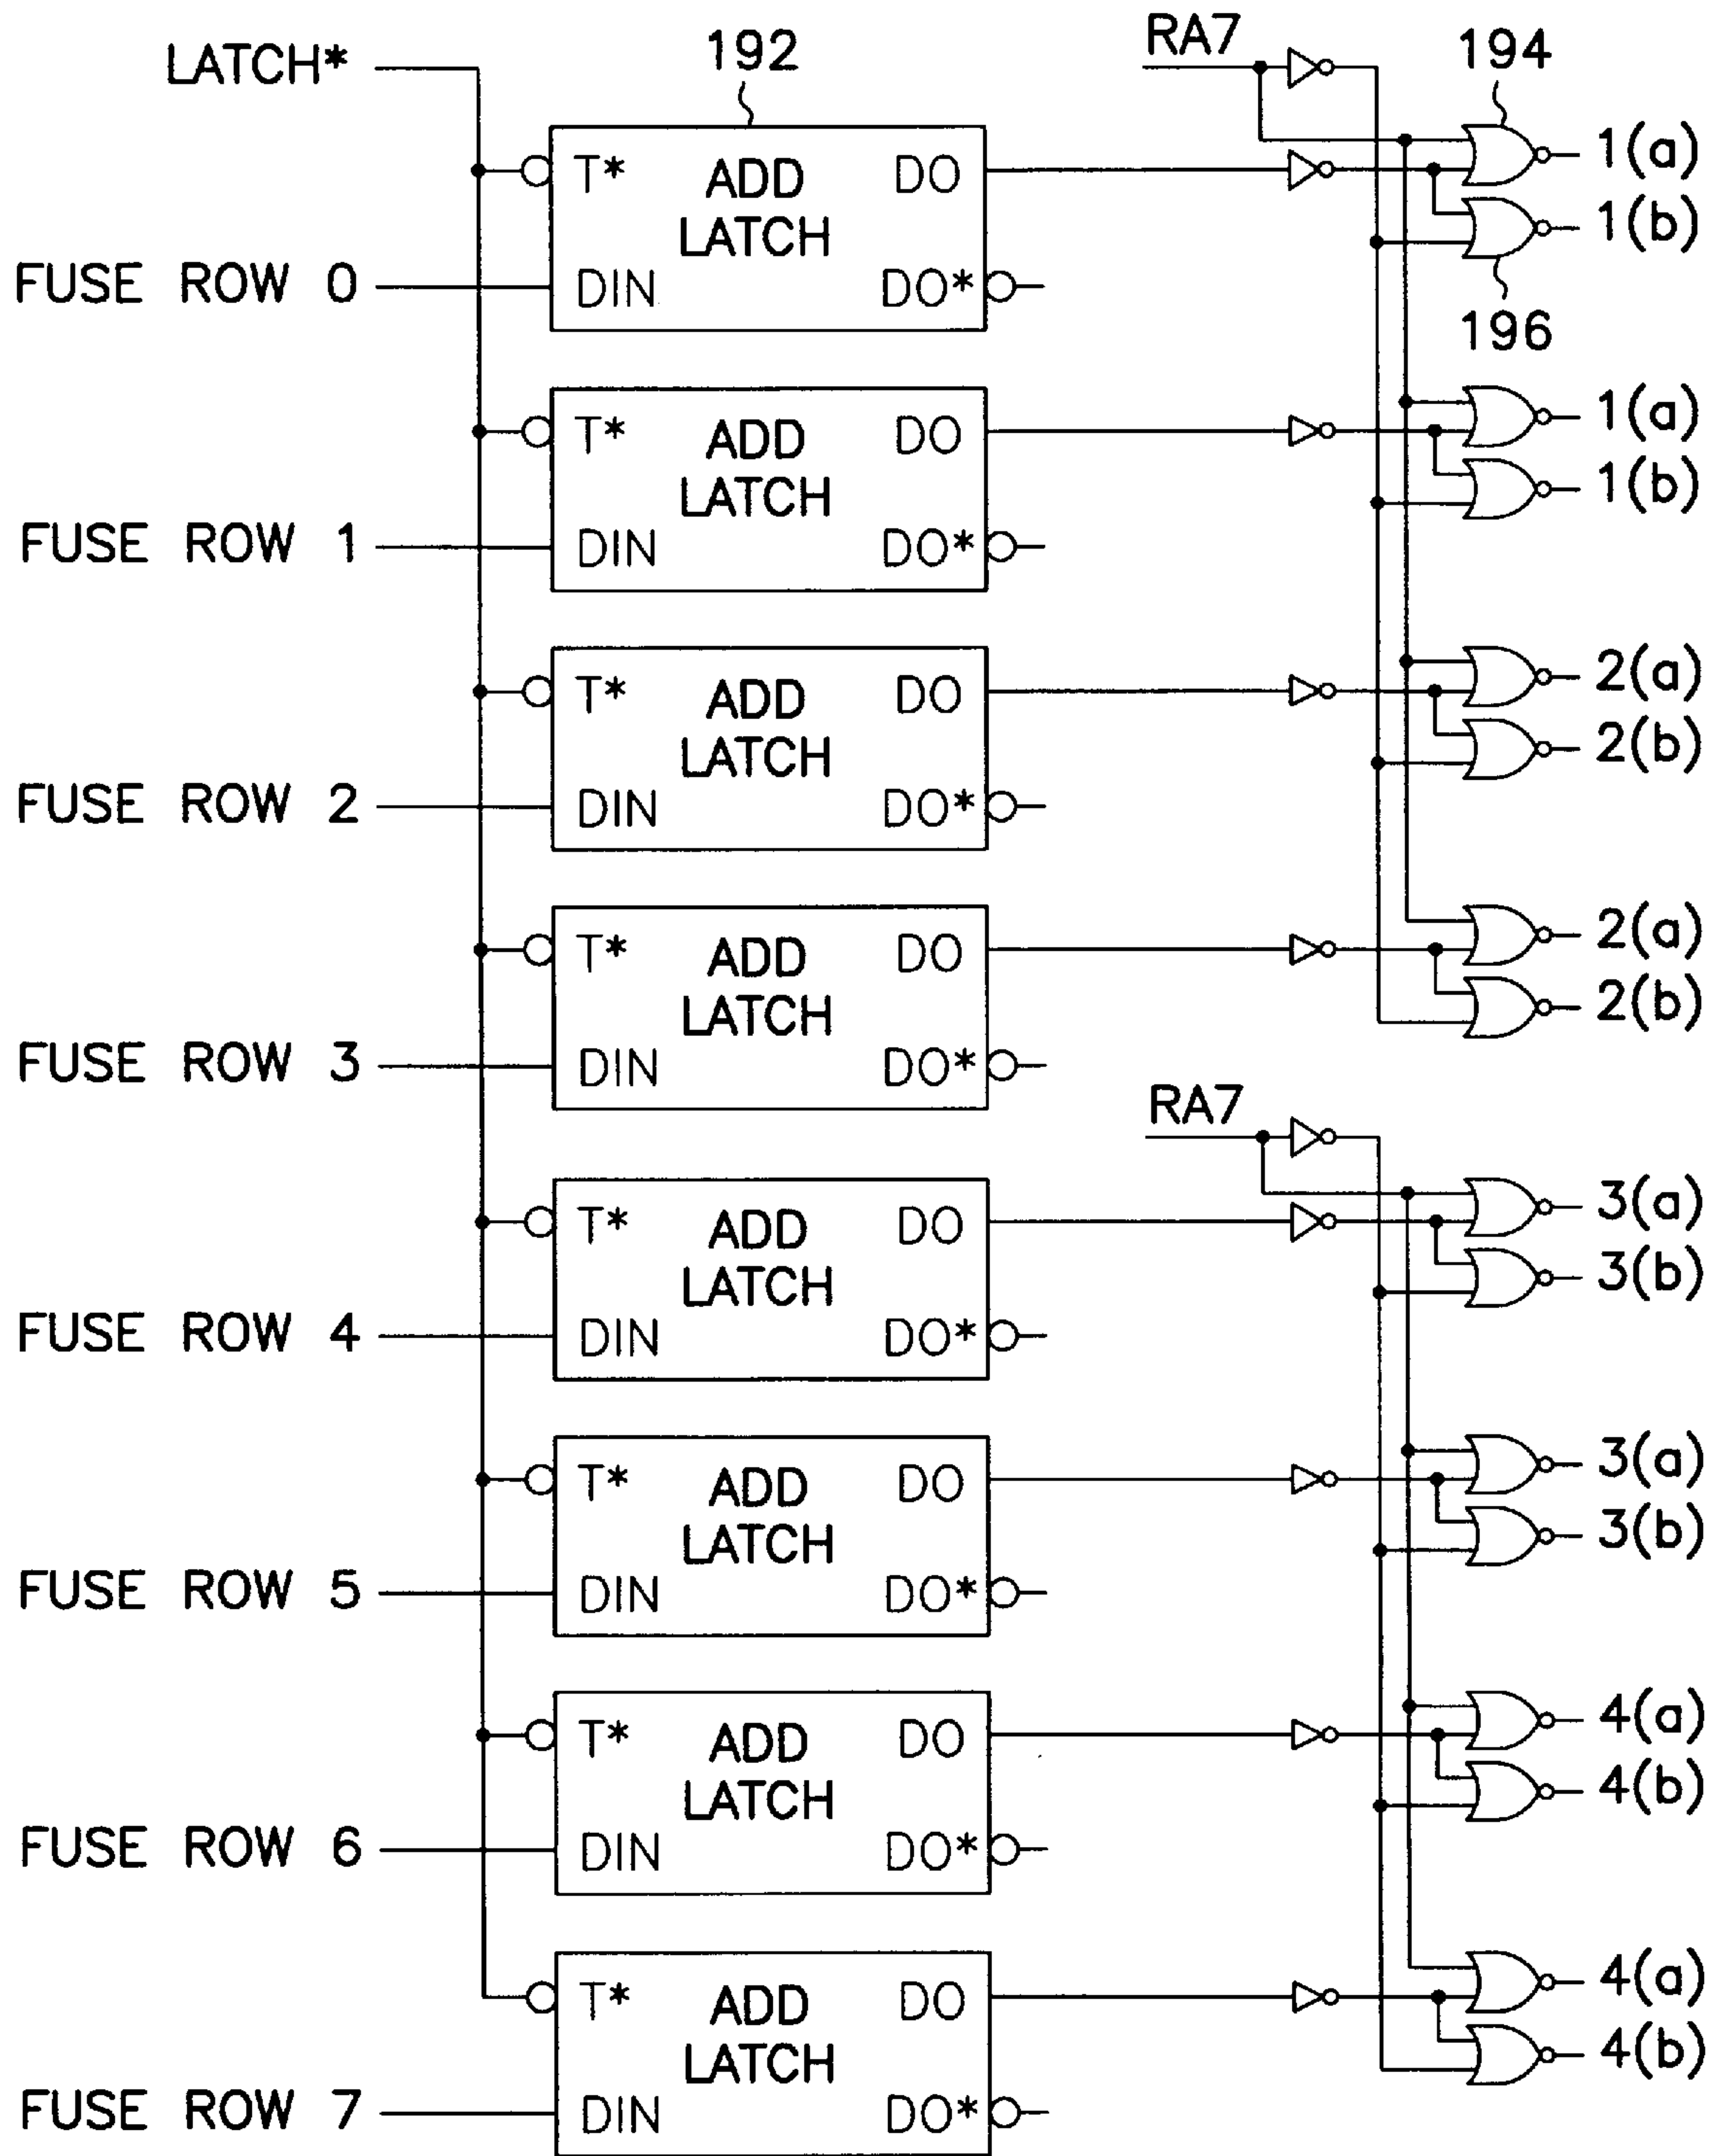 LATCH*
192
RA7
194
T* ADD LATCH DO
1(a)
1(b)
FUSE ROW 0
DIN
DO*
196
T* ADD LATCH DO
1(a)
1(b)
FUSE ROW 1
DIN
DO*
T* ADD LATCH DO
2(a)
2(b)
FUSE ROW 2
DIN
DO*
T* ADD LATCH DO
2(a)
2(b)
FUSE ROW 3
DIN
DO*
RA7
T* ADD LATCH DO
3(a)
3(b)
FUSE ROW 4
DIN
DO*
T* ADD LATCH DO
3(a)
3(b)
FUSE ROW 5
DIN
DO*
T* ADD LATCH DO
4(a)
4(b)
FUSE ROW 6
DIN
DO*
T* ADD LATCH DO
4(a)
4(b)
FUSE ROW 7
DIN
DO*